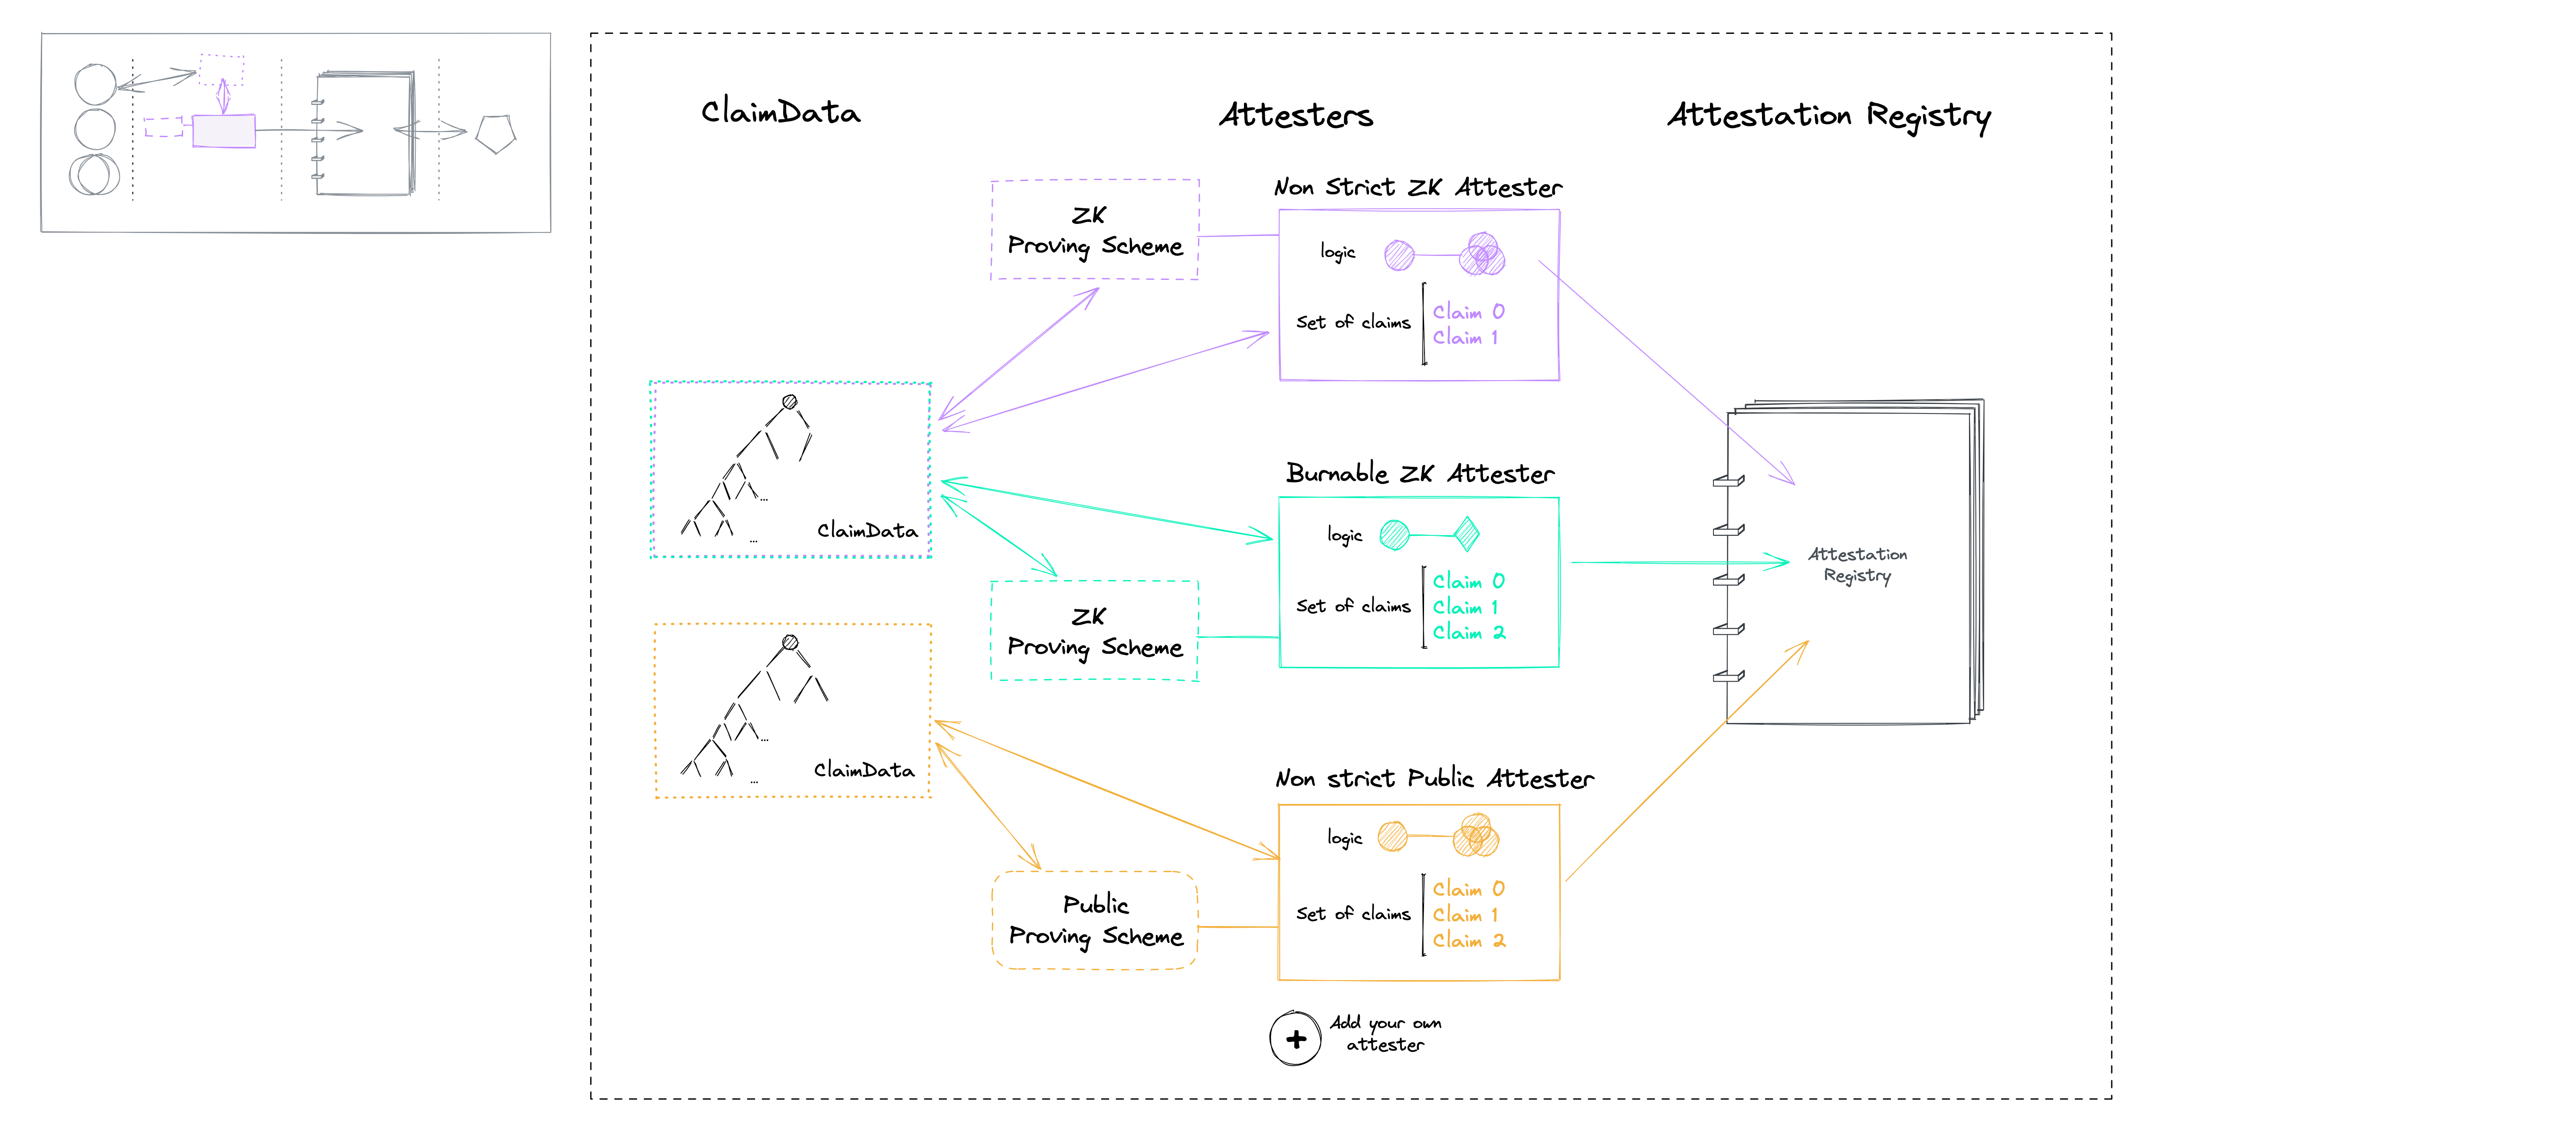 ClaimData
Attesters
Attestation Registry
Non Strict ZK Attester
ZK
Proving Scheme
logic
Set of claims
Claim 0
Claim 1
ClaimData
...
...
Burnable ZK Attester
logic
Set of claims
Claim 0
Claim 1
Claim 2
ZK
Proving Scheme
Attestation
Registry
ClaimData
...
...
Non strict Public Attester
logic
Set of claims
Claim 0
Claim 1
Claim 2
Public
Proving Scheme
+
Add your own
attester